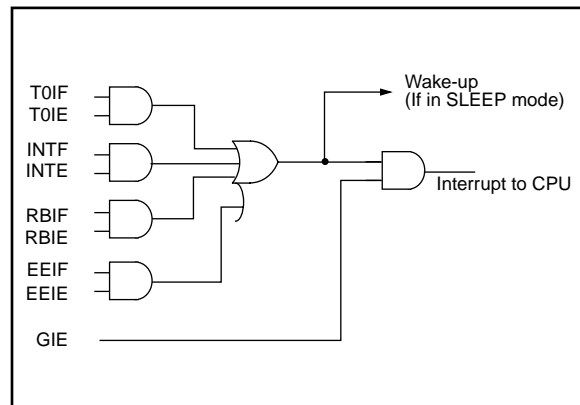 T0IF
T0IE
INTF
INTE
RBIF
RBIE
EEIF
EEIE
GIE
Wake-up
(If in SLEEP mode)
Interrupt to CPU